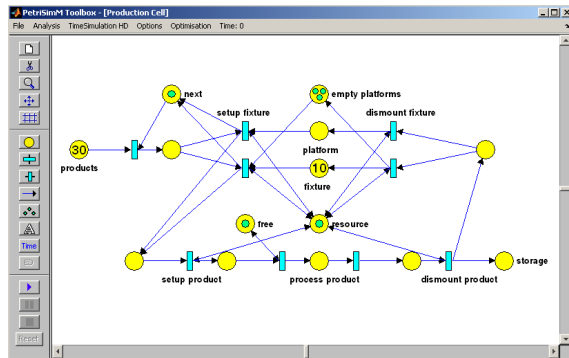 PetriSimM Toolbox - [Production Cell]
File Analysis TimeSimulation HD Options Optimisation Time: 0
next
empty platforms
setup fixture
dismount fixture
30
products
platform
10
fixture
free
resource
setup product
process product
dismount product
storage
A
Time
Reset